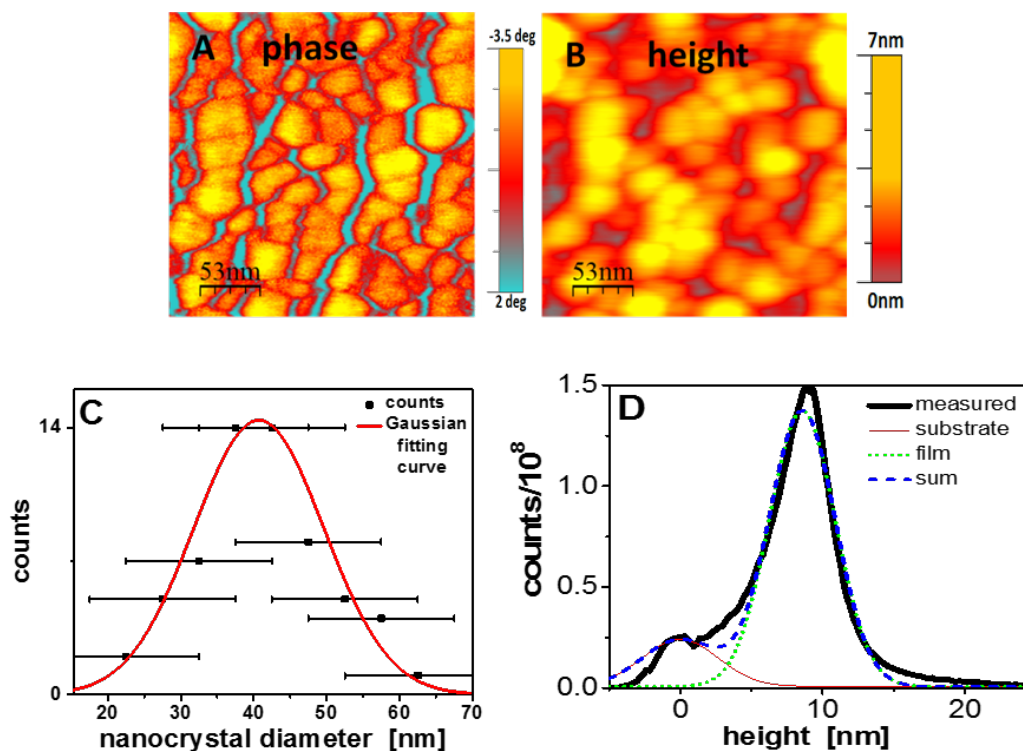 A phase
-3.5 deg
2 deg
53nm
B height
7nm
0nm
53nm
C
counts
Gaussian
fitting
curve
14
0
counts
20 30 40 50 60 70
nanocrystal diameter [nm]
D
measured
substrate
film
sum
1.5
1.0
0.5
0.0
counts/10⁸
0 10 20
height [nm]